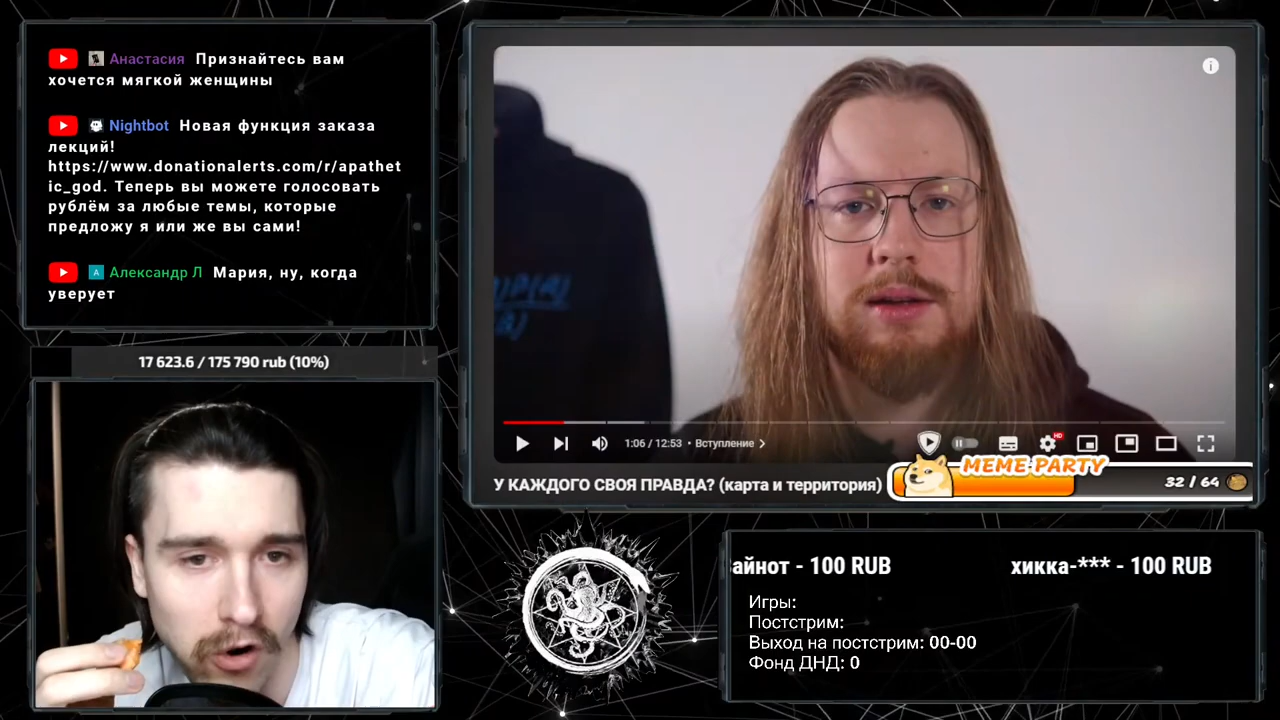 Анастасия Признайтесь вам
хочется мягкой женщины
Nightbot Новая функция заказа
лекций!
https://www.donationalerts.com/r/apathet
ic_god. Теперь вы можете голосовать
рублём за любые темы, которые
предложу я или же вы сами!
А Александр Л Мария, ну, когда
уверует
17 623.6 / 175 790 rub (10%)
1:06 / 12:53 • Вступление
HD
У КАЖДОГО СВОЯ ПРАВДА? (карта и территория)
MEME PARTY
32 / 64
айнот - 100 RUB
хикка-*** - 100 RUB
Игры:
Постстрим:
Выход на постстрим: 00-00
Фонд ДНД: 0